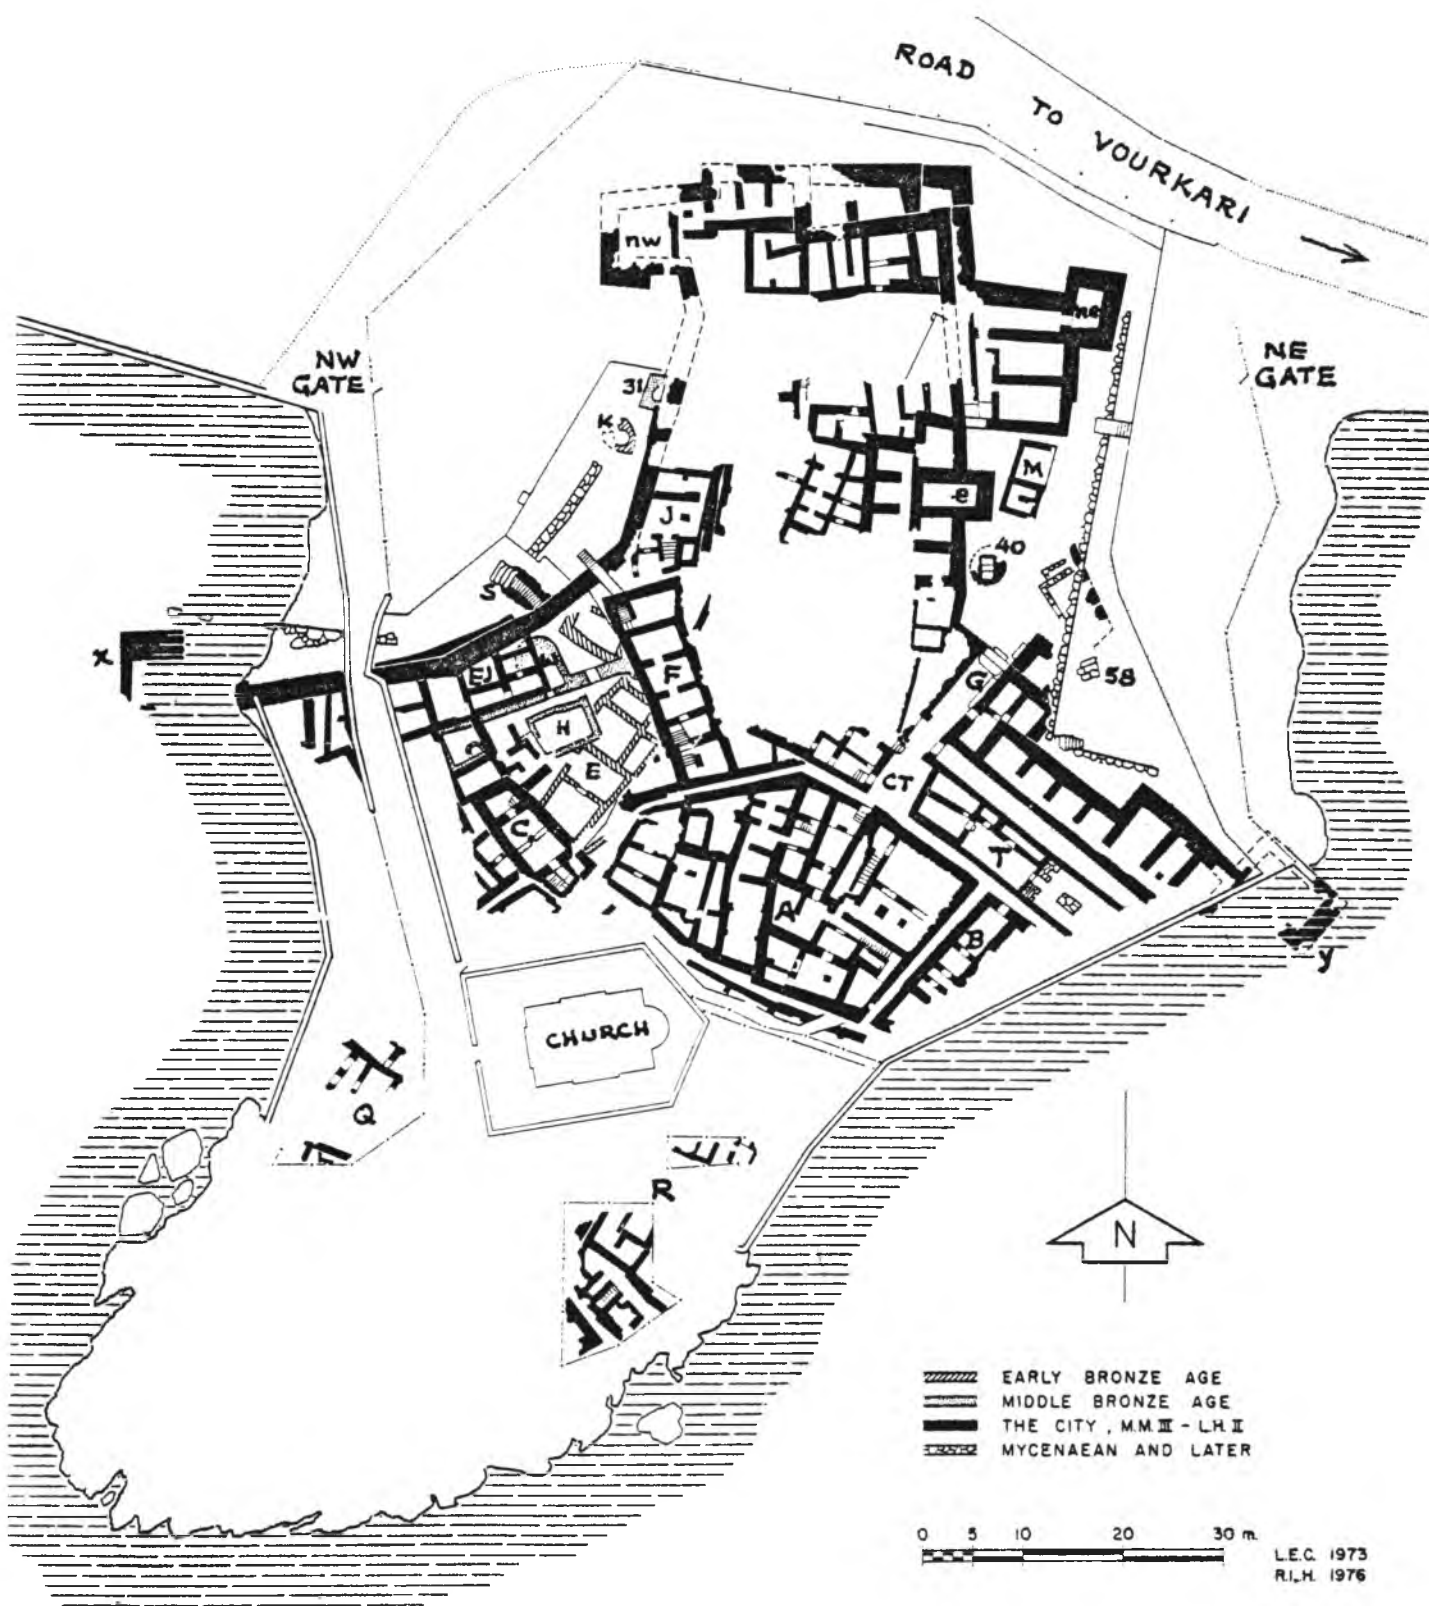 ROAD TO VOURKARI
nw
ne
NW
GATE
NE
GATE
31
K
J
e
M
40
S
x
EJ
F
G
58
H
E
CT
C
T
A
B
y
CHURCH
Q
R
N
EARLY BRONZE AGE
MIDDLE BRONZE AGE
THE CITY, M.M.III - L.H.II
MYCENAEAN AND LATER
0 5 10 20 30 m.
L.E.C. 1973
R.L.H. 1976